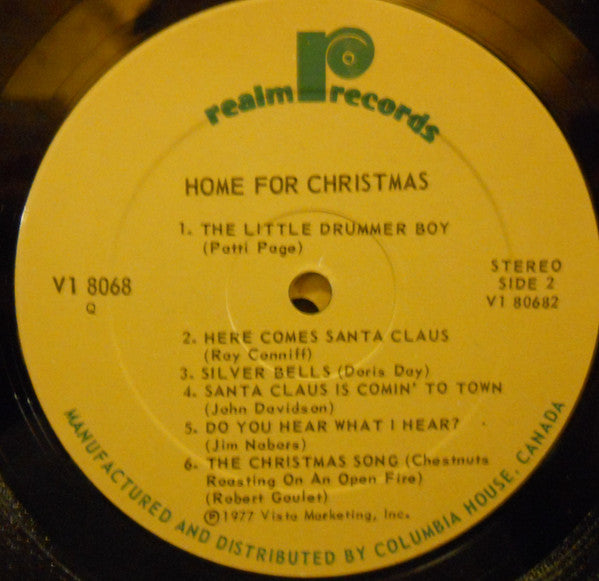 realm records
HOME FOR CHRISTMAS
1. THE LITTLE DRUMMER BOY
(Patti Page)
V1 8068
Q
STEREO
SIDE 2
V1 80682
2. HERE COMES SANTA CLAUS
(Ray Conniff)
3. SILVER BELLS (Doris Day)
4. SANTA CLAUS IS COMIN' TO TOWN
(John Davidson)
5. DO YOU HEAR WHAT I HEAR?
(Jim Nabors)
6. THE CHRISTMAS SONG (Chestnuts
Roasting On An Open Fire)
(Robert Goulet)
Ⓟ1977 Vista Marketing, Inc.
MANUFACTURED AND DISTRIBUTED BY COLUMBIA HOUSE, CANADA